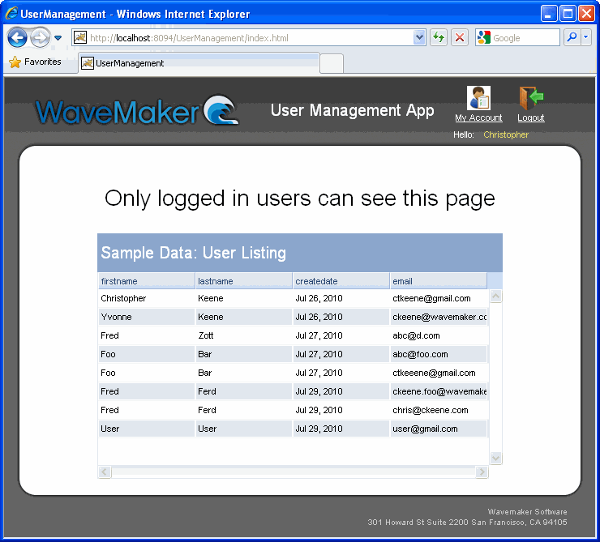 UserManagement - Windows Internet Explorer
http://localhost:8094/UserManagement/index.html
Google
Favorites
UserManagement
WaveMaker
User Management App
My Account Logout
Hello: Christopher
Only logged in users can see this page
Sample Data: User Listing
firstname lastname createdate email
Christopher Keene Jul 26, 2010 ctkeene@gmail.com
Yvonne Keene Jul 26, 2010 ckeene@wavemaker.cc
Fred Zott Jul 27, 2010 abc@d.com
Foo Bar Jul 27, 2010 abc@foo.com
Foo Bar Jul 27, 2010 ctkeeene@gmail.com
Fred Ferd Jul 29, 2010 ckeene.foo@wavemake
Fred Ferd Jul 29, 2010 chris@ckeene.com
User User Jul 29, 2010 user@gmail.com
Wavemaker Software
301 Howard St Suite 2200 San Francisco, CA 94105